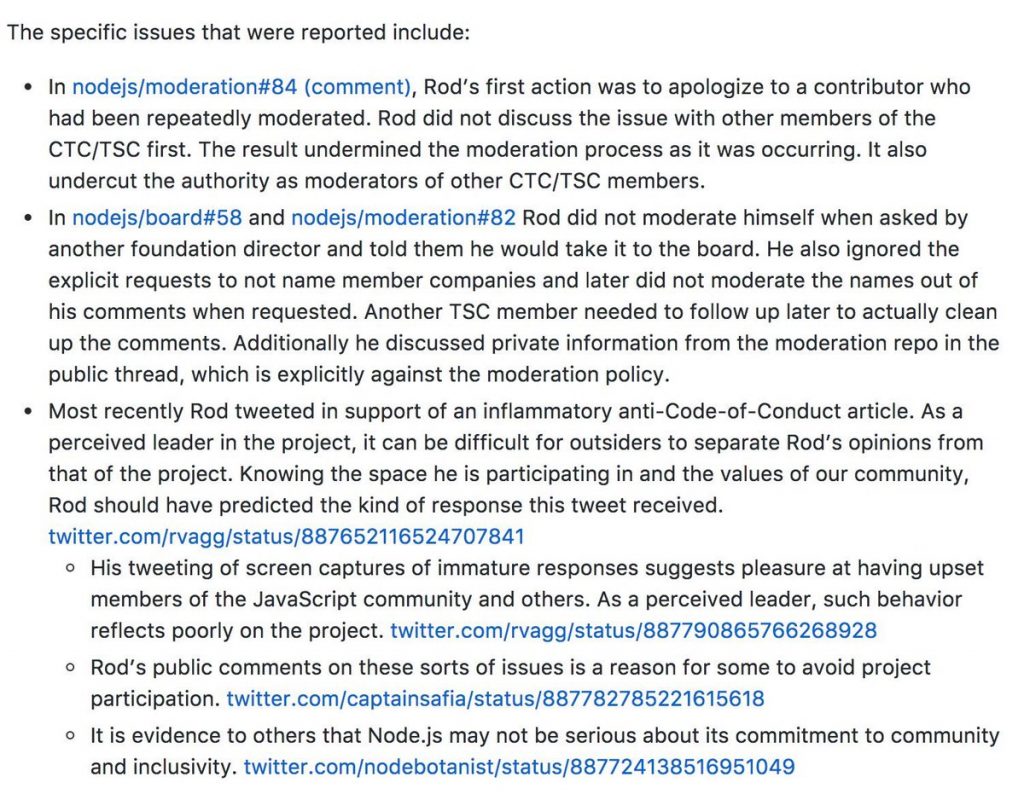 The specific issues that were reported include:
• In nodejs/moderation#84 (comment), Rod’s first action was to apologize to a contributor who
had been repeatedly moderated. Rod did not discuss the issue with other members of the
CTC/TSC first. The result undermined the moderation process as it was occurring. It also
undercut the authority as moderators of other CTC/TSC members.
• In nodejs/board#58 and nodejs/moderation#82 Rod did not moderate himself when asked by
another foundation director and told them he would take it to the board. He also ignored the
explicit requests to not name member companies and later did not moderate the names out of
his comments when requested. Another TSC member needed to follow up later to actually clean
up the comments. Additionally he discussed private information from the moderation repo in the
public thread, which is explicitly against the moderation policy.
• Most recently Rod tweeted in support of an inflammatory anti-Code-of-Conduct article. As a
perceived leader in the project, it can be difficult for outsiders to separate Rod’s opinions from
that of the project. Knowing the space he is participating in and the values of our community,
Rod should have predicted the kind of response this tweet received.
twitter.com/rvagg/status/887652116524707841
◦ His tweeting of screen captures of immature responses suggests pleasure at having upset
members of the JavaScript community and others. As a perceived leader, such behavior
reflects poorly on the project. twitter.com/rvagg/status/887790865766268928
◦ Rod’s public comments on these sorts of issues is a reason for some to avoid project
participation. twitter.com/captainsafia/status/887782785221615618
◦ It is evidence to others that Node.js may not be serious about its commitment to community
and inclusivity. twitter.com/nodebotanist/status/887724138516951049